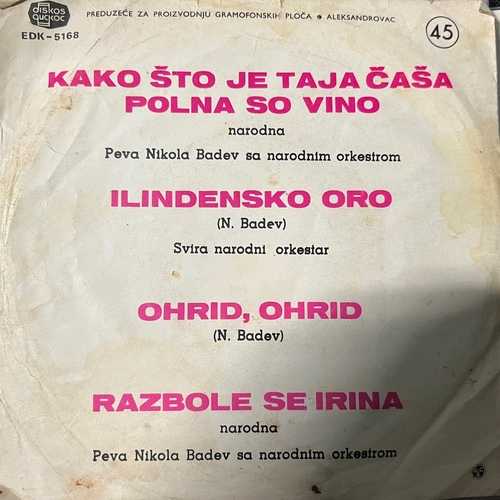 diskos
дискос
EDK-5168
PREDUZEĆE ZA PROIZVODNJU GRAMOFONSKIH PLOČA • ALEKSANDROVAC
45
KAKO ŠTO JE TAJA ČAŠA
POLNA SO VINO
narodna
Peva Nikola Badev sa narodnim orkestrom
ILINDENSKO ORO
(N. Badev)
Svira narodni orkestar
OHRID, OHRID
(N. Badev)
RAZBOLE SE IRINA
narodna
Peva Nikola Badev sa narodnim orkestrom